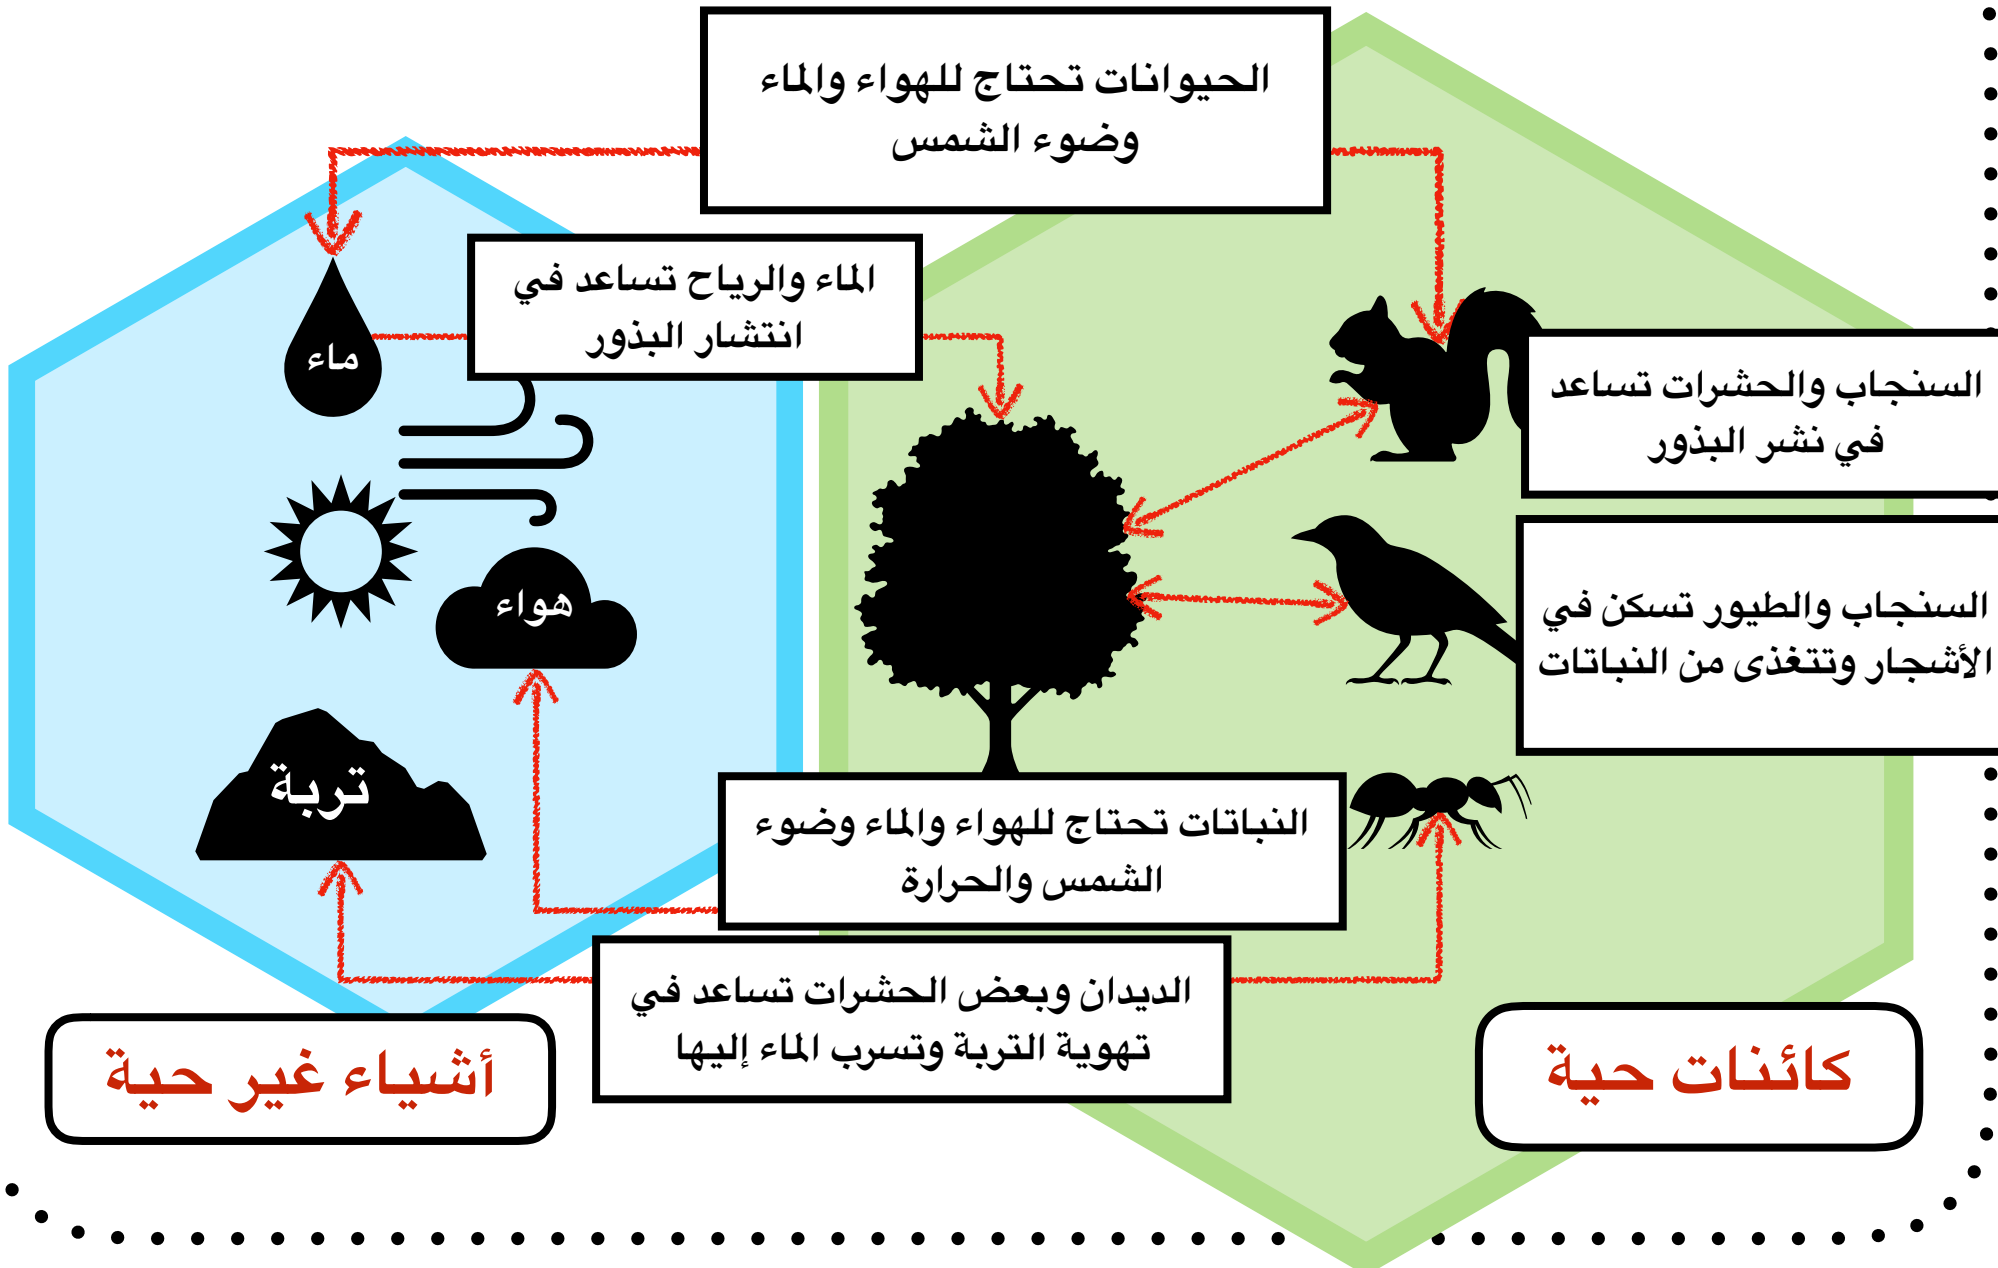 الحيوانات تحتاج للهواء والماء
وضوء الشمس
الماء والرياح تساعد في
انتشار البذور
ماء
السنجاب والحشرات تساعد
في نشر البذور
هواء
السنجاب والطيور تسكن في
الأشجار وتتغذى من النباتات
تربة
النباتات تحتاج للهواء والماء وضوء
الشمس والحرارة
الديدان وبعض الحشرات تساعد في
تهوية التربة وتسرب الماء إليها
كائنات حية
أشياء غير حية